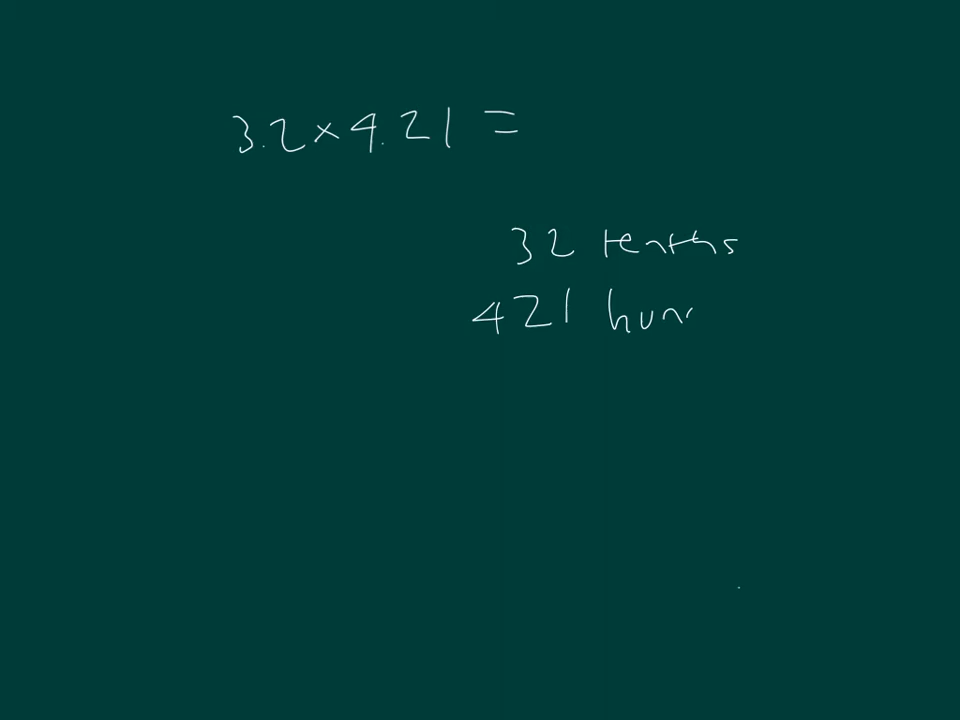 3.2×4.21=
32 tenths
421 hun